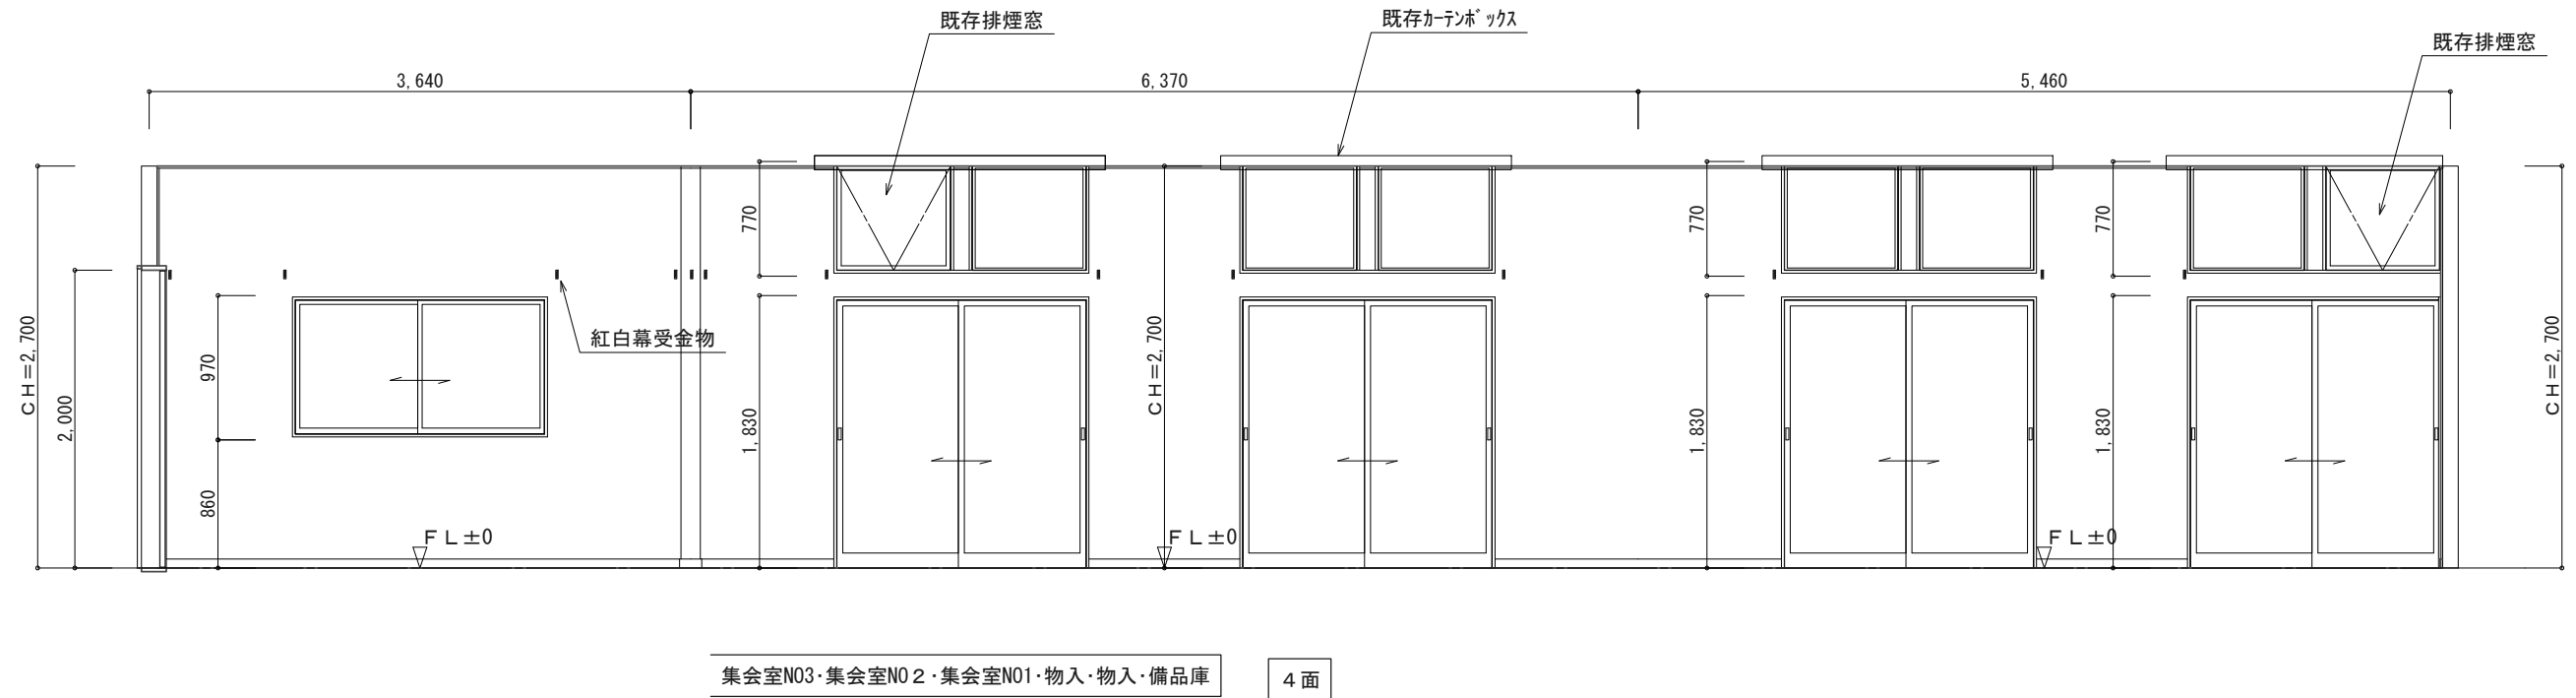 既存排煙窓
既存ｶｰﾃﾝﾎﾞｯｸｽ
既存排煙窓
3,640
6,370
5,460
770
770
770
紅白幕受金物
ＣＨ＝2,700
2,000
970
860
1,830
ＣＨ＝2,700
1,830
1,830
ＣＨ＝2,700
ＦＬ±0
ＦＬ±0
ＦＬ±0
集会室NO3・集会室NO２・集会室NO1・物入・物入・備品庫
４面